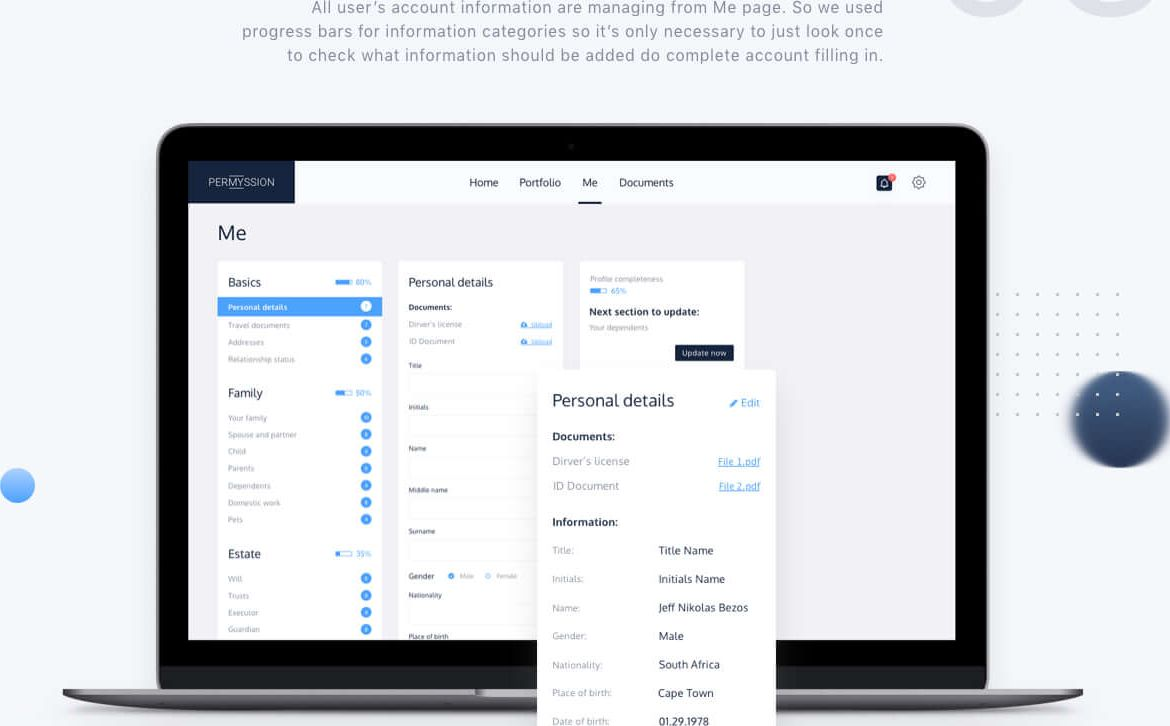 All user's account information are managing from Me page. So we used
progress bars for information categories so it's only necessary to just look once
to check what information should be added do complete account filling in.
PERMYSSION
Home
Portfolio
Me
Documents
Me
Basics
80%
Personal details
Travel documents
Addresses
Relationship status
Family
50%
Your family
Spouse and partner
Child
Parents
Dependents
Domestic work
Pets
Estate
35%
Will
Trusts
Executor
Guardian
Personal details
Documents:
Dirver's license
Upload
ID Document
Upload
Title
Initials
Name
Middle name
Surname
Gender
Male
Female
Nationality
Place of birth
Profile completeness
65%
Next section to update:
Your dependents
Update now
Personal details
Edit
Documents:
Dirver's license
File 1.pdf
ID Document
File 2.pdf
Information:
Title:
Title Name
Initials:
Initials Name
Name:
Jeff Nikolas Bezos
Gender:
Male
Nationality:
South Africa
Place of birth:
Cape Town
Date of birth:
01.29.1978